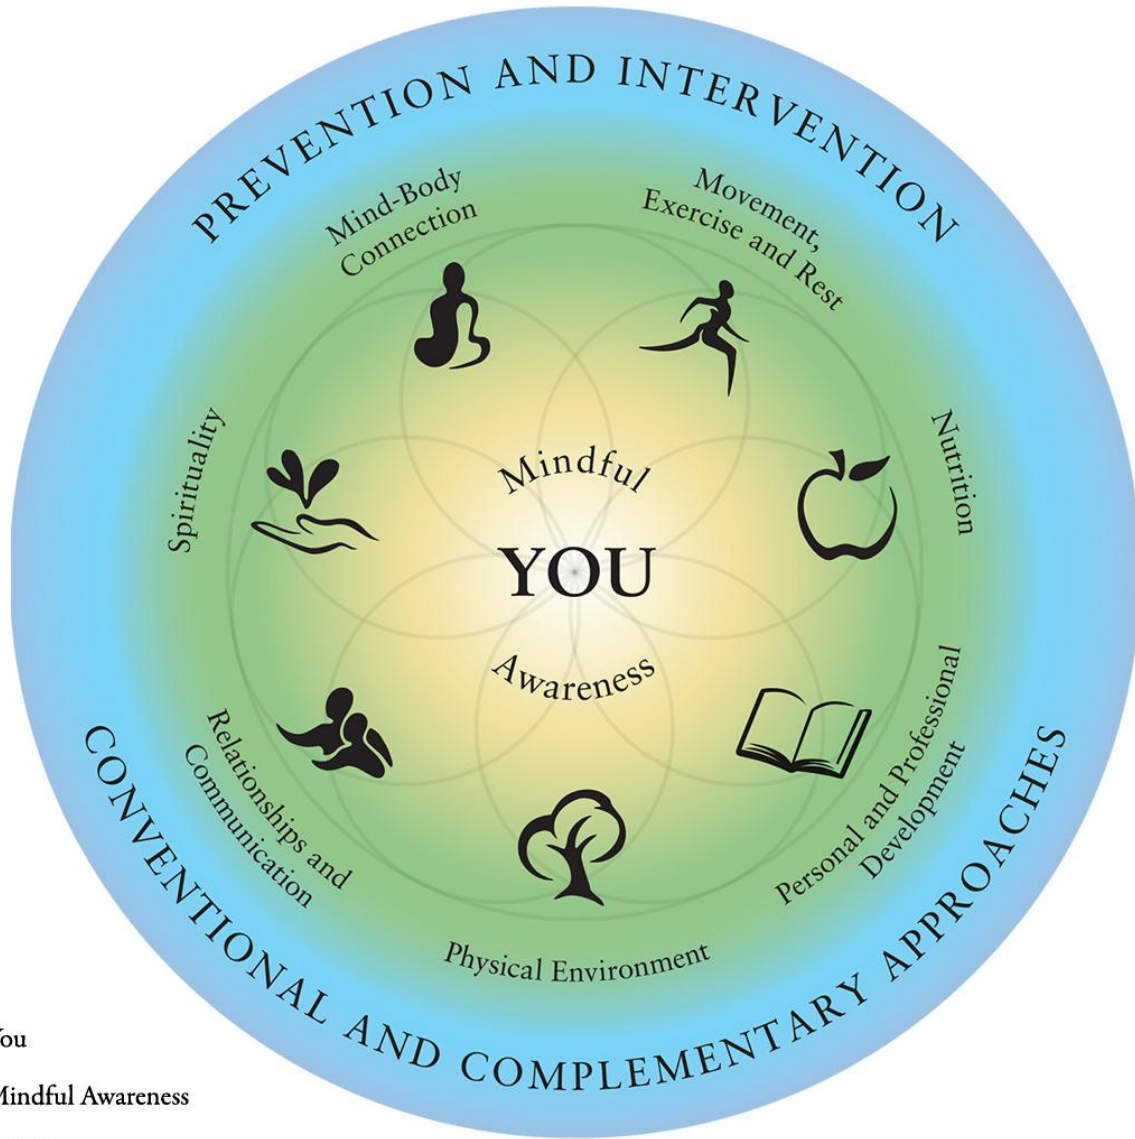 PREVENTION AND INTERVENTION
Mind-Body
Connection
Movement,
Exercise and Rest
Spirituality
Nutrition
Mindful
YOU
Awareness
Relationships and
Communication
Personal and Professional
Development
Physical Environment
CONVENTIONAL AND COMPLEMENTARY APPROACHES
You
Mindful Awareness